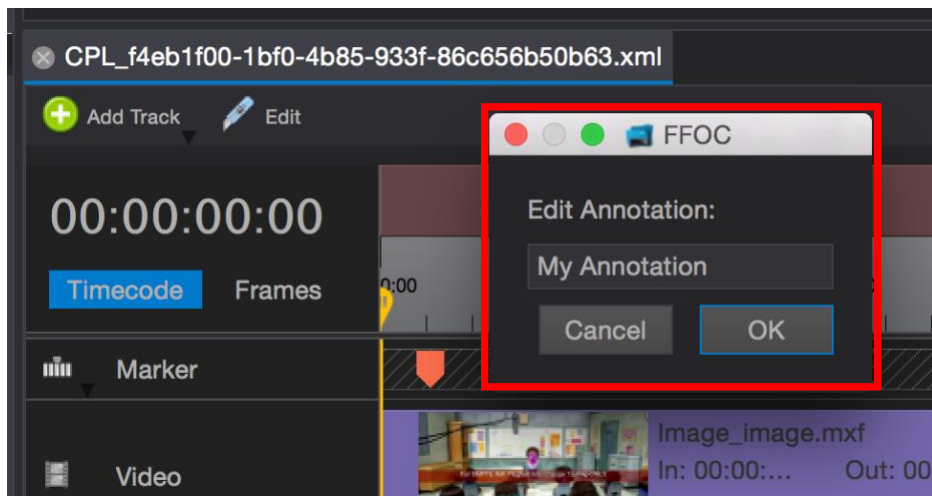 CPL_f4eb1f00-1bf0-4b85-933f-86c656b50b63.xml
Add Track
Edit
FFOC
00:00:00:00
Edit Annotation:
My Annotation
Timecode
Frames
0:00
Cancel
OK
Marker
Image_image.mxf
In: 00:00:...
Out: 00
Video